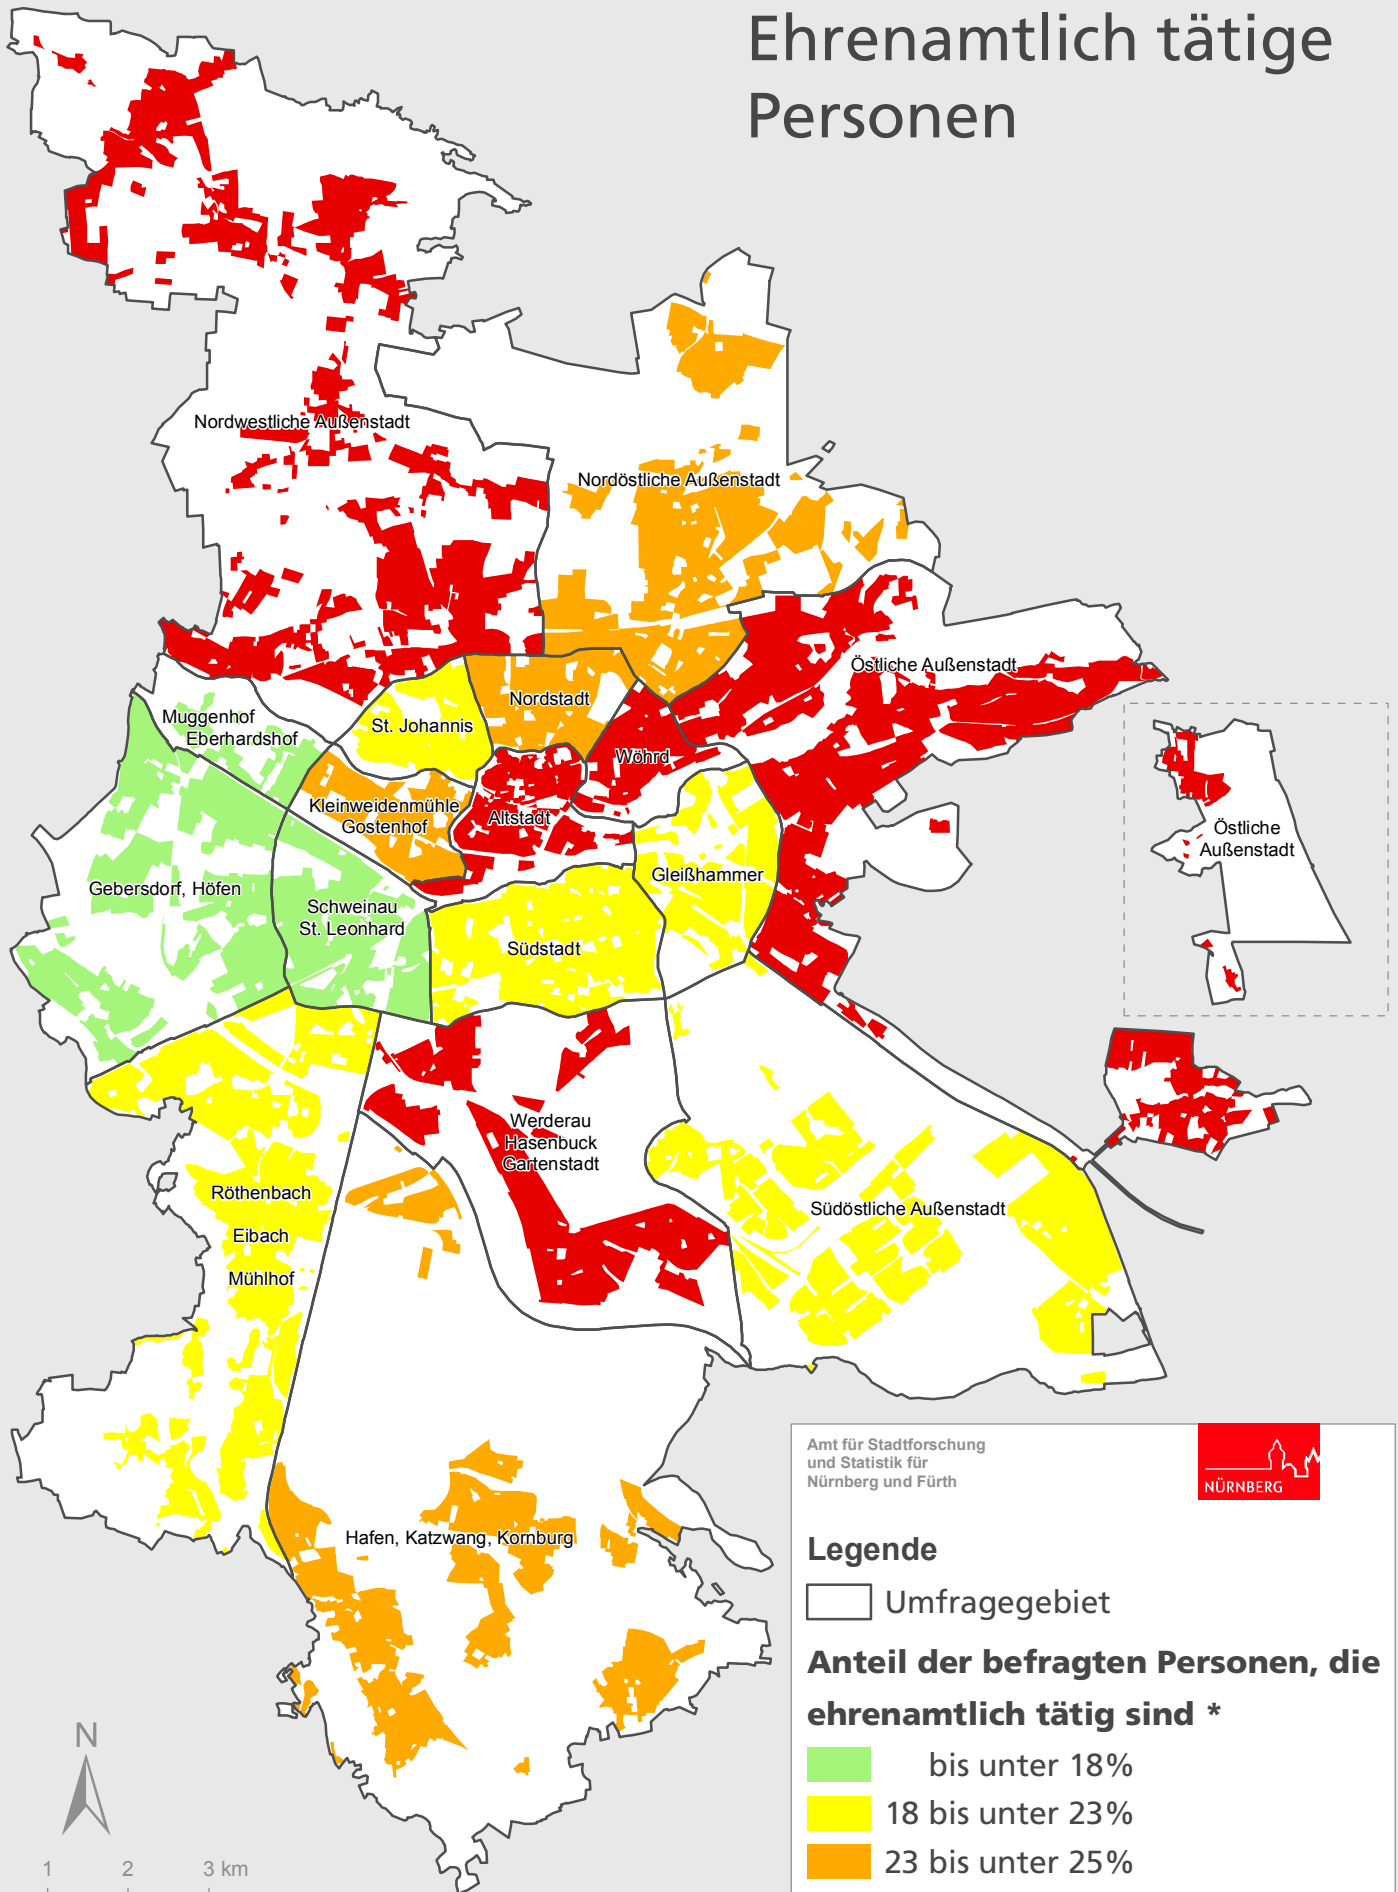 Ehrenamtlich tätige
Personen
Nordwestliche Außenstadt
Nordöstliche Außenstadt
Östliche Außenstadt
Nordstadt
St. Johannis
Muggenhof
Eberhardshof
Wöhrd
Kleinweidenmühle
Gostenhof
Altstadt
Östliche
Außenstadt
Gebersdorf, Höfen
Gleißhammer
Schweinau
St. Leonhard
Südstadt
Werderau
Hasenbuck
Gartenstadt
Röthenbach
Eibach
Mühlhof
Südöstliche Außenstadt
Hafen, Katzwang, Kornburg
Amt für Stadtforschung
und Statistik für
Nürnberg und Fürth
NÜRNBERG
Legende
Umfragegebiet
Anteil der befragten Personen, die
ehrenamtlich tätig sind *
bis unter 18%
18 bis unter 23%
23 bis unter 25%
N
1 2 3 km